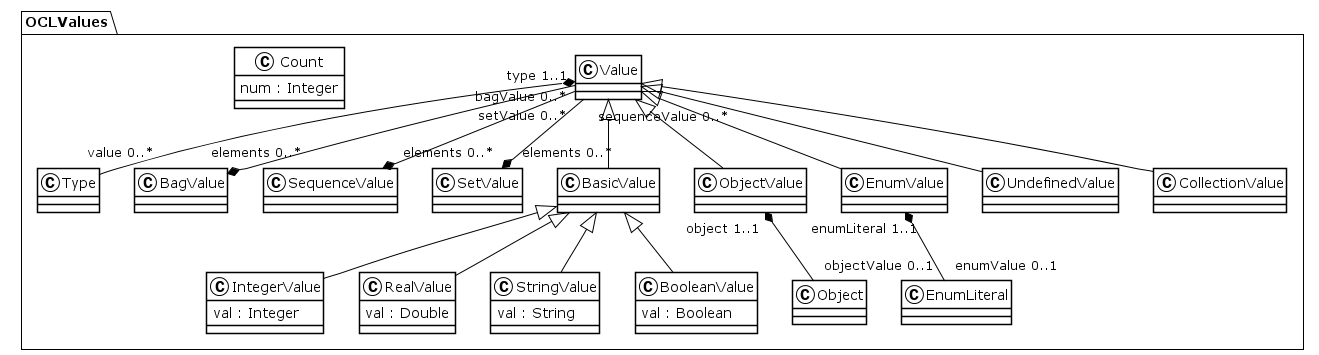 OCLValues
C Count
num : Integer
C Value
type 1..1
bagValue 0..*
setValue 0..*
sequenceValue 0..*
value 0..*
elements 0..*
elements 0..*
elements 0..*
C Type
C BagValue
C SequenceValue
C SetValue
C BasicValue
C ObjectValue
C EnumValue
C UndefinedValue
C CollectionValue
object 1..1
enumLiteral 1..1
objectValue 0..1
enumValue 0..1
C IntegerValue
val : Integer
C RealValue
val : Double
C StringValue
val : String
C BooleanValue
val : Boolean
C Object
C EnumLiteral